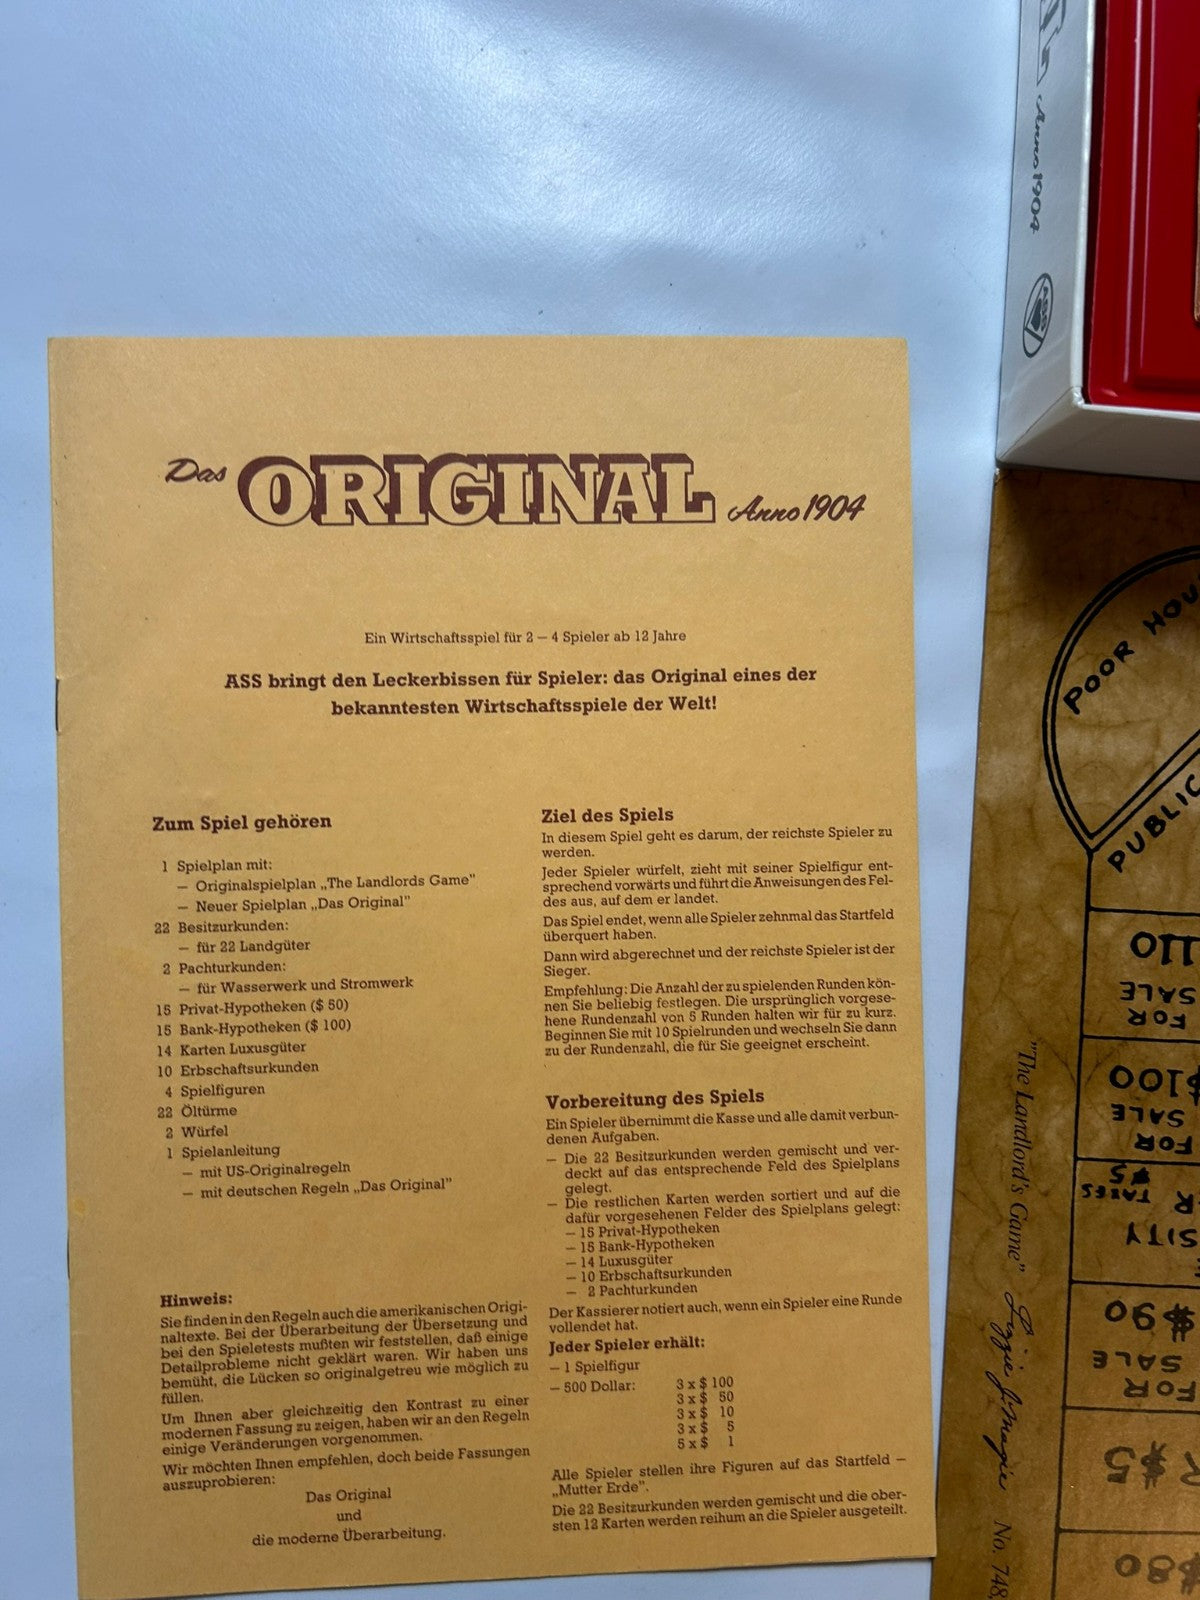 Das ORIGINAL Anno 1904
Ein Wirtschaftsspiel für 2 – 4 Spieler ab 12 Jahre
ASS bringt den Leckerbissen für Spieler: das Original eines der
bekanntesten Wirtschaftsspiele der Welt!
Zum Spiel gehören
1 Spielplan mit:
– Originalspielplan „The Landlords Game"
– Neuer Spielplan „Das Original"
22 Besitzurkunden:
– für 22 Landgüter
2 Pachturkunden:
– für Wasserwerk und Stromwerk
15 Privat-Hypotheken ($ 50)
15 Bank-Hypotheken ($ 100)
14 Karten Luxusgüter
10 Erbschaftsurkunden
4 Spielfiguren
22 Öltürme
2 Würfel
1 Spielanleitung
– mit US-Originalregeln
– mit deutschen Regeln „Das Original"
Hinweis:
Sie finden in den Regeln auch die amerikanischen Origi-
naltexte. Bei der Überarbeitung der Übersetzung und
bei den Spieletests mußten wir feststellen, daß einige
Detailprobleme nicht geklärt waren. Wir haben uns
bemüht, die Lücken so originalgetreu wie möglich zu
füllen.
Um Ihnen aber gleichzeitig den Kontrast zu einer
modernen Fassung zu zeigen, haben wir an den Regeln
einige Veränderungen vorgenommen.
Wir möchten Ihnen empfehlen, doch beide Fassungen
auszuprobieren:
Das Original
und
die moderne Überarbeitung.
Ziel des Spiels
In diesem Spiel geht es darum, der reichste Spieler zu
werden.
Jeder Spieler würfelt, zieht mit seiner Spielfigur ent-
sprechend vorwärts und führt die Anweisungen des Fel-
des aus, auf dem er landet.
Das Spiel endet, wenn alle Spieler zehnmal das Startfeld
überquert haben.
Dann wird abgerechnet und der reichste Spieler ist der
Sieger.
Empfehlung: Die Anzahl der zu spielenden Runden kön-
nen Sie beliebig festlegen. Die ursprünglich vorgese-
hene Rundenzahl von 5 Runden halten wir für zu kurz.
Beginnen Sie mit 10 Spielrunden und wechseln Sie dann
zu der Rundenzahl, die für Sie geeignet erscheint.
Vorbereitung des Spiels
Ein Spieler übernimmt die Kasse und alle damit verbun-
denen Aufgaben.
– Die 22 Besitzurkunden werden gemischt und ver-
deckt auf das entsprechende Feld des Spielplans
gelegt.
– Die restlichen Karten werden sortiert und auf die
dafür vorgesehenen Felder des Spielplans gelegt:
– 15 Privat-Hypotheken
– 15 Bank-Hypotheken
– 14 Luxusgüter
– 10 Erbschaftsurkunden
– 2 Pachturkunden
Der Kassierer notiert auch, wenn ein Spieler eine Runde
vollendet hat.
Jeder Spieler erhält:
– 1 Spielfigur
– 500 Dollar: 3 x $ 100
3 x $ 50
3 x $ 10
3 x $ 5
5 x $ 1
Alle Spieler stellen ihre Figuren auf das Startfeld –
„Mutter Erde".
Die 22 Besitzurkunden werden gemischt und die ober-
sten 12 Karten werden reihum an die Spieler ausgeteilt.
Anno 1904
ASS
POOR
PUBLIC
110
FOR SALE
$100
FOR SALE
$5
TAXES
$90
FOR SALE
$5
$80
"The Landlord's Game" Lizzie J. Magie No. 748,